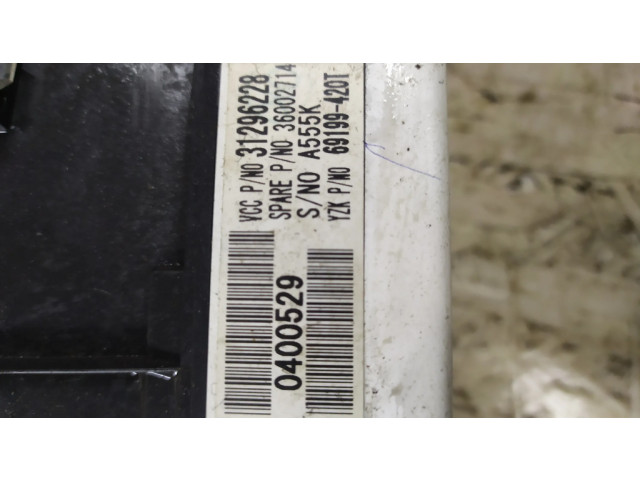 VCC P/NO 31296228
SPARE P/NO 36002714
S/NO A555K
YZK P/NO 69199-420T
0400529